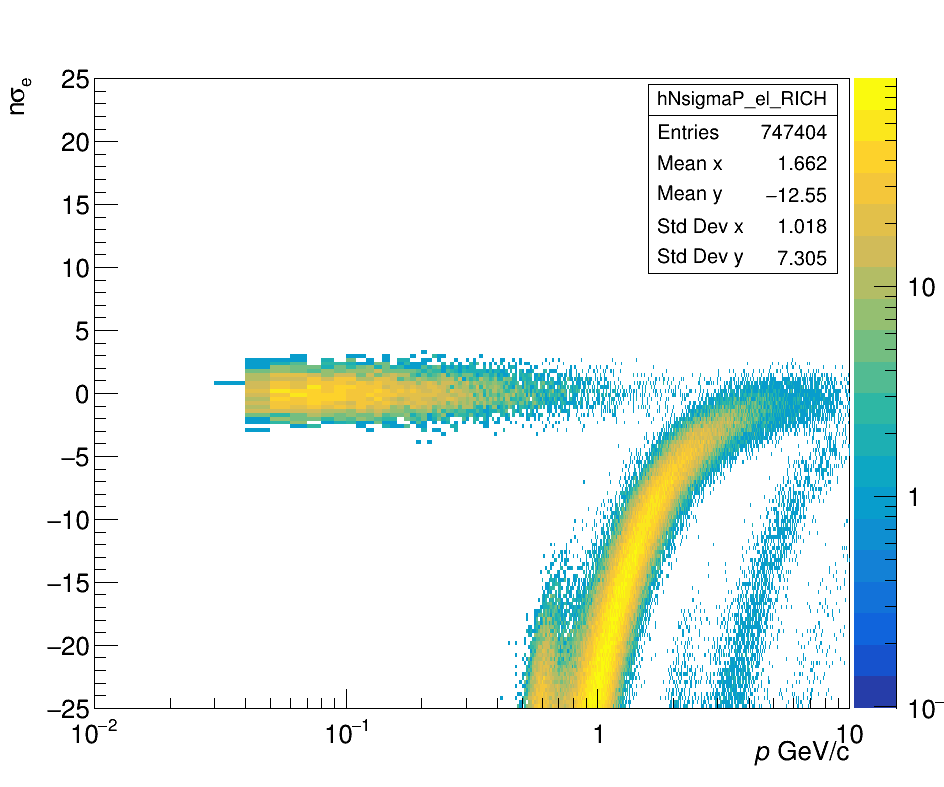 nσe
25
20
15
10
5
0
−5
−10
−15
−20
−25
10−2
10−1
1
10
p GeV/c
hNsigmaP_el_RICH
Entries 747404
Mean x 1.662
Mean y −12.55
Std Dev x 1.018
Std Dev y 7.305
10
1
10−